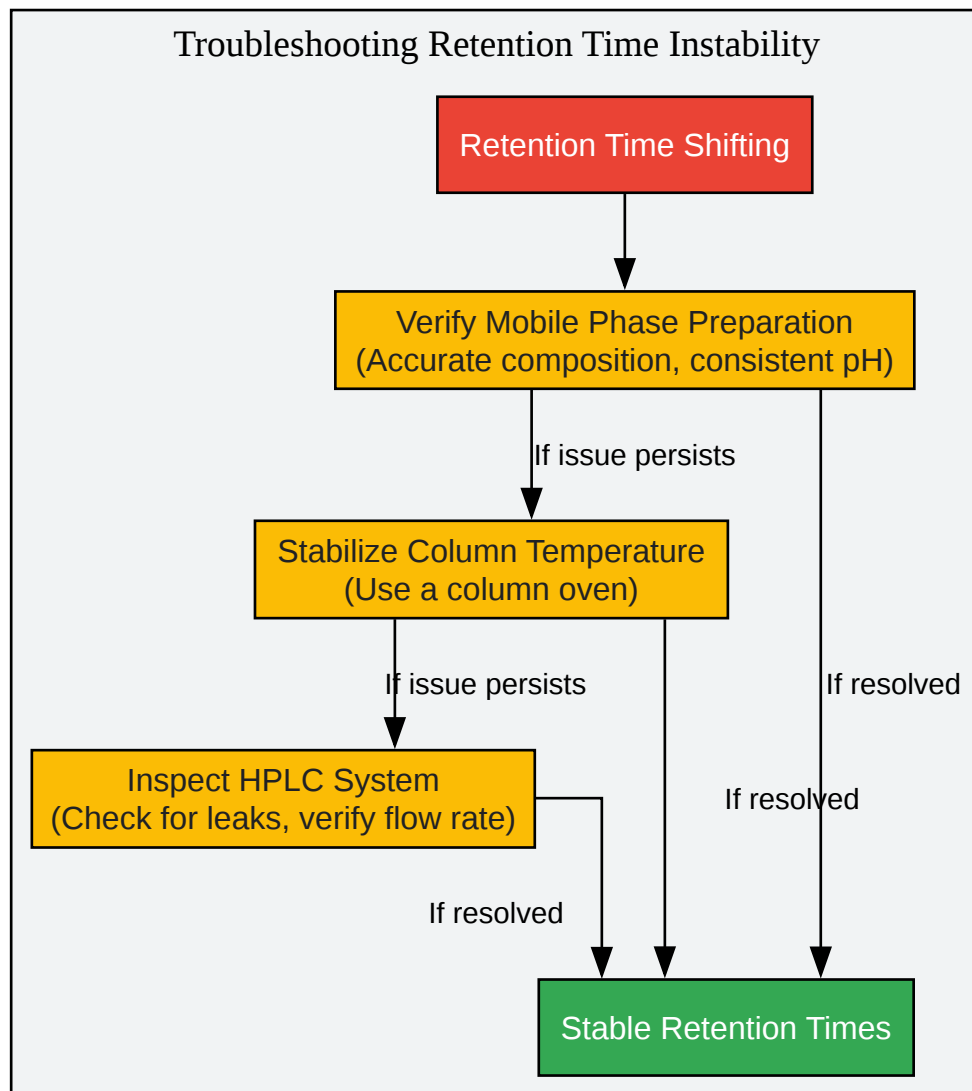 Troubleshooting Retention Time Instability
Retention Time Shifting
Verify Mobile Phase Preparation
(Accurate composition, consistent pH)
If issue persists
Stabilize Column Temperature
(Use a column oven)
If issue persists
If resolved
Inspect HPLC System
(Check for leaks, verify flow rate)
If resolved
If resolved
Stable Retention Times